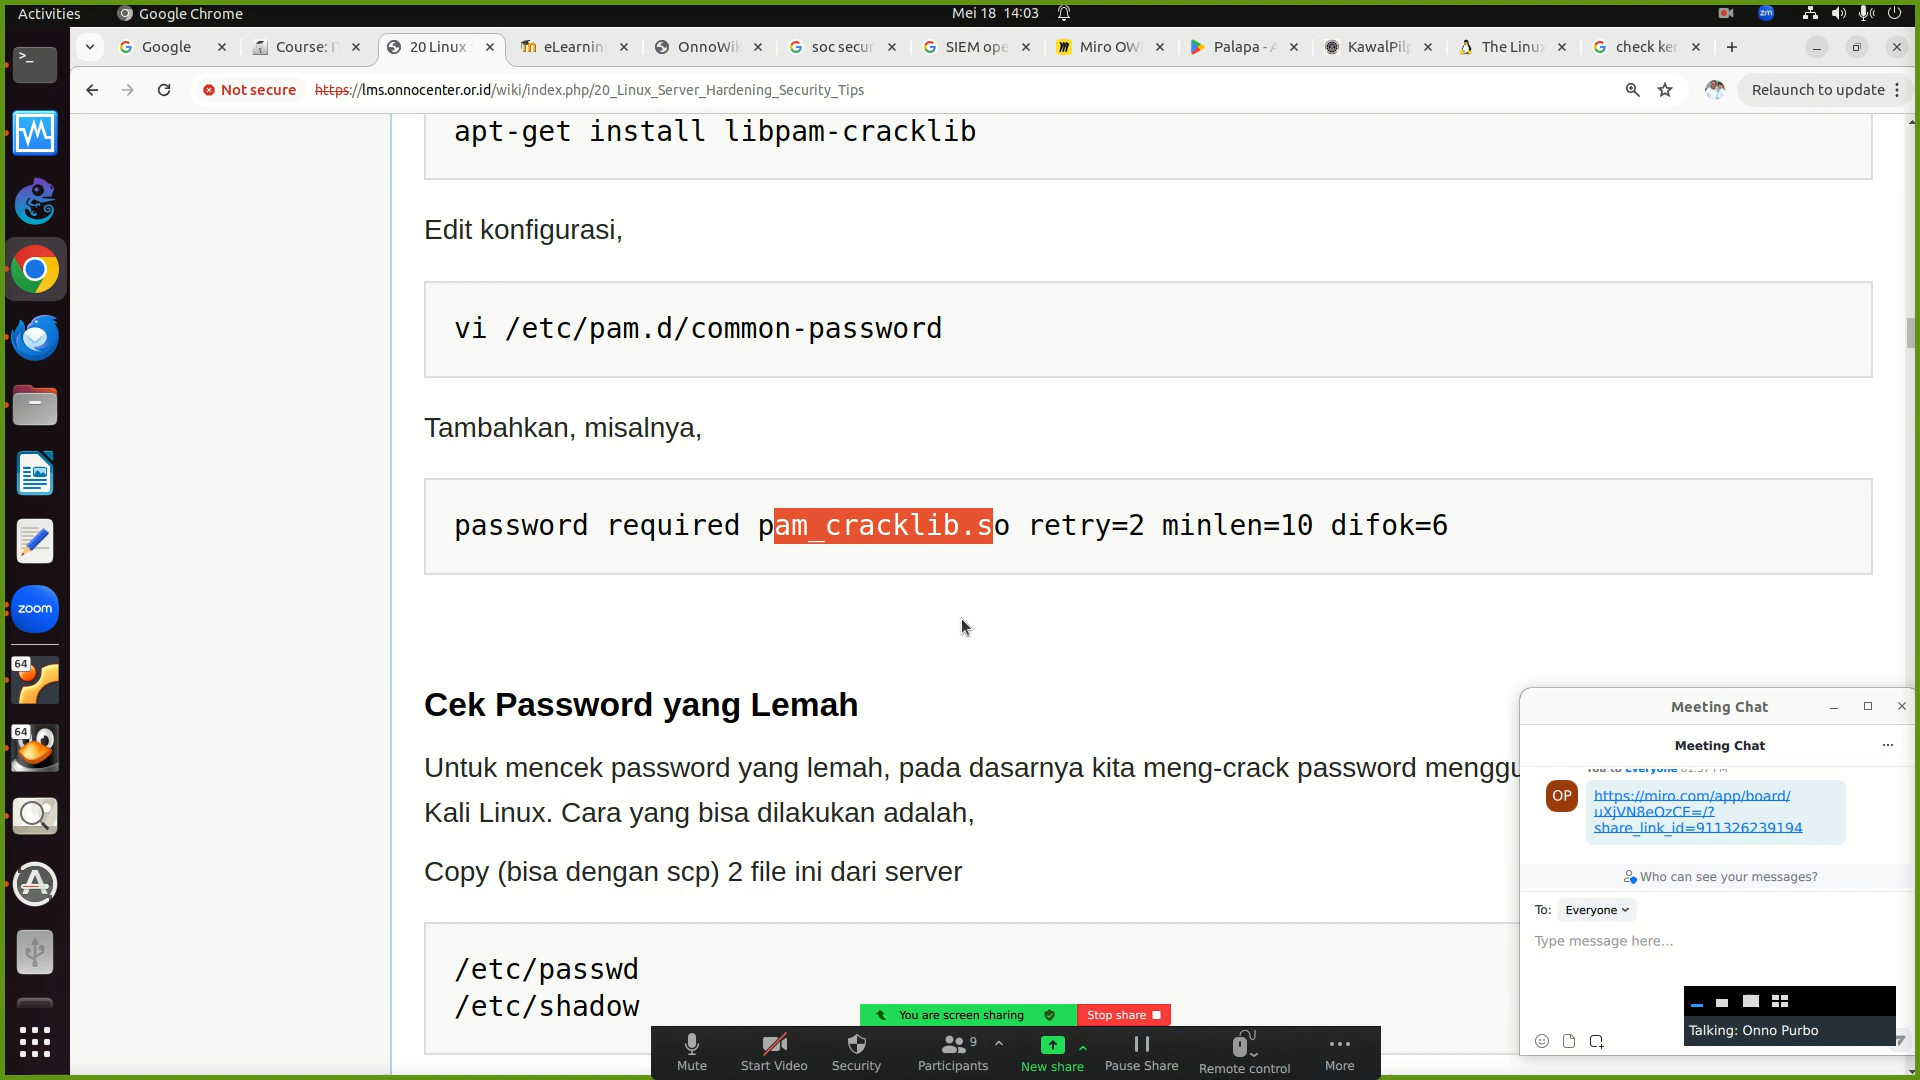 Activities
Google Chrome
Mei 18 14:03
zm
Google
Course: I
20 Linux
eLearnin
OnnoWi
soc secur
SIEM ope
Miro OW
Palapa -
KawalPil
The Linu
check ke
Not secure
https://lms.onnocenter.or.id/wiki/index.php/20_Linux_Server_Hardening_Security_Tips
Relaunch to update
apt-get install libpam-cracklib
Edit konfigurasi,
vi /etc/pam.d/common-password
Tambahkan, misalnya,
password required pam_cracklib.so retry=2 minlen=10 difok=6
Cek Password yang Lemah
Untuk mencek password yang lemah, pada dasarnya kita meng-crack password menggu
Kali Linux. Cara yang bisa dilakukan adalah,
Copy (bisa dengan scp) 2 file ini dari server
/etc/passwd
/etc/shadow
zoom
64
64
Meeting Chat
Meeting Chat
You to Everyone 01:57 PM
OP
https://miro.com/app/board/
uXjVN8eOzCE=/?
share_link_id=911326239194
Who can see your messages?
To: Everyone
Type message here...
Talking: Onno Purbo
You are screen sharing
Stop share
Mute
Start Video
Security
Participants
9
New share
Pause Share
Remote control
More